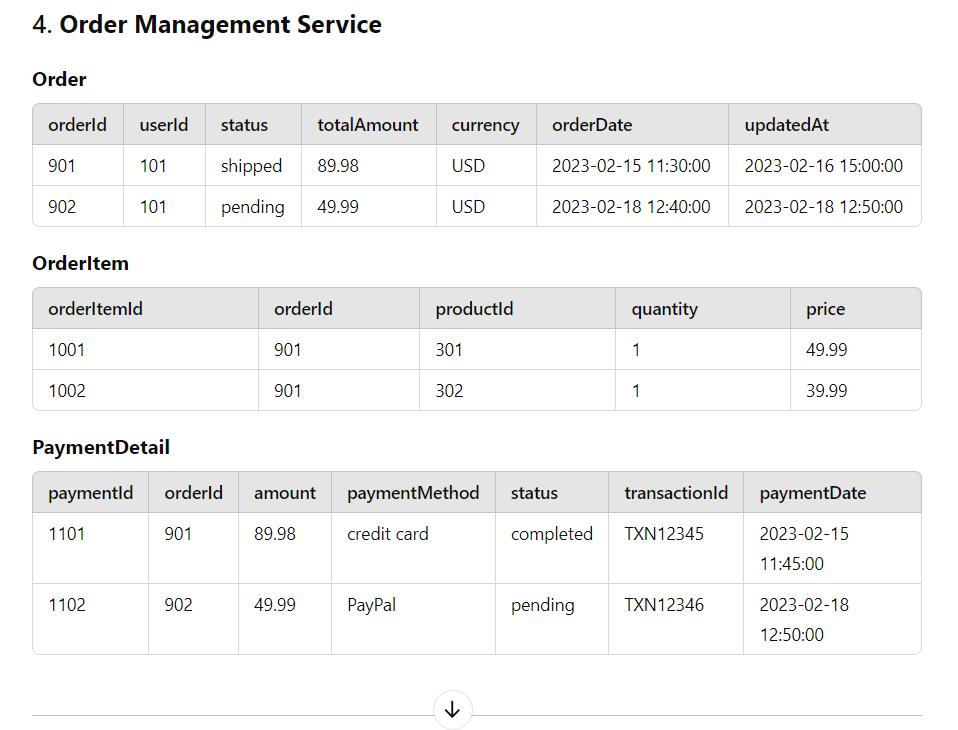 4. Order Management Service
Order
orderId userId status totalAmount currency orderDate updatedAt
901 101 shipped 89.98 USD 2023-02-15 11:30:00 2023-02-16 15:00:00
902 101 pending 49.99 USD 2023-02-18 12:40:00 2023-02-18 12:50:00
OrderItem
orderItemId orderId productId quantity price
1001 901 301 1 49.99
1002 901 302 1 39.99
PaymentDetail
paymentId orderId amount paymentMethod status transactionId paymentDate
1101 901 89.98 credit card completed TXN12345 2023-02-15
11:45:00
1102 902 49.99 PayPal pending TXN12346 2023-02-18
12:50:00